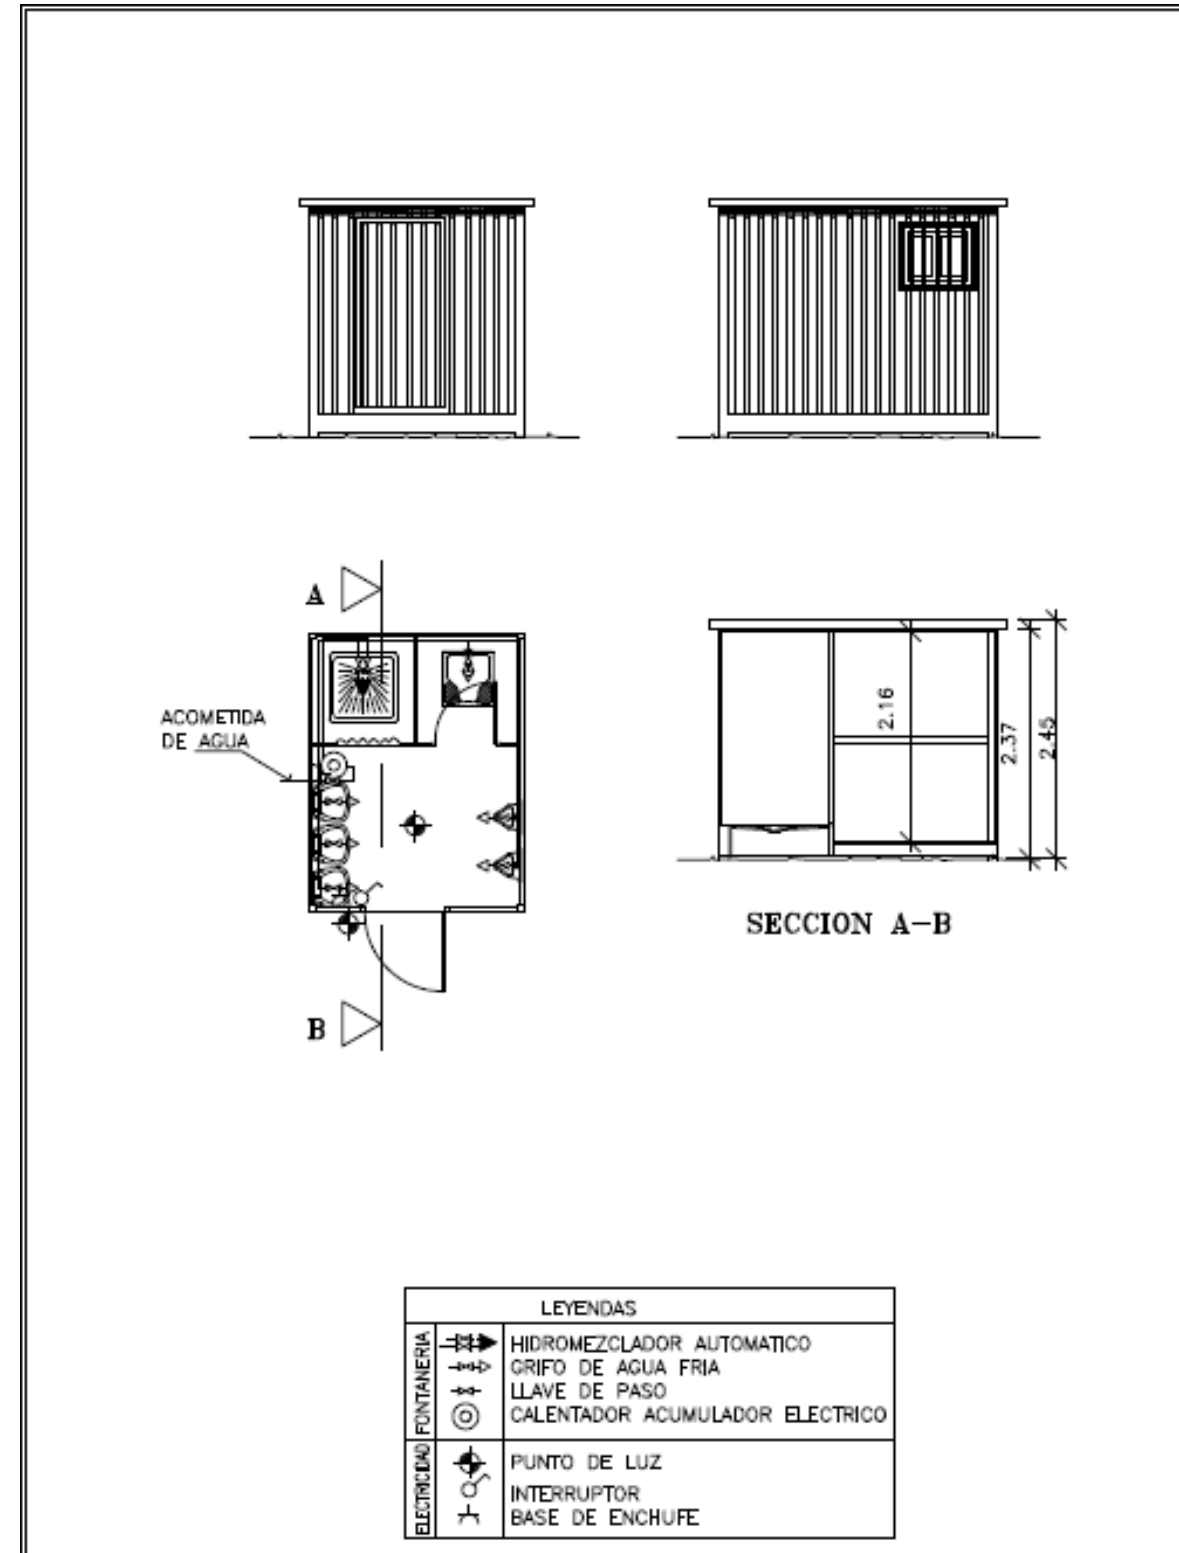 A
ACOMETIDA
DE AGUA
B
2.16
2.37
2.45
SECCION A-B
LEYENDAS
FONTANERIA
HIDROMEZCLADOR AUTOMATICO
GRIFO DE AGUA FRIA
LLAVE DE PASO
CALENTADOR ACUMULADOR ELECTRICO
ELECTRICIDAD
PUNTO DE LUZ
INTERRUPTOR
BASE DE ENCHUFE